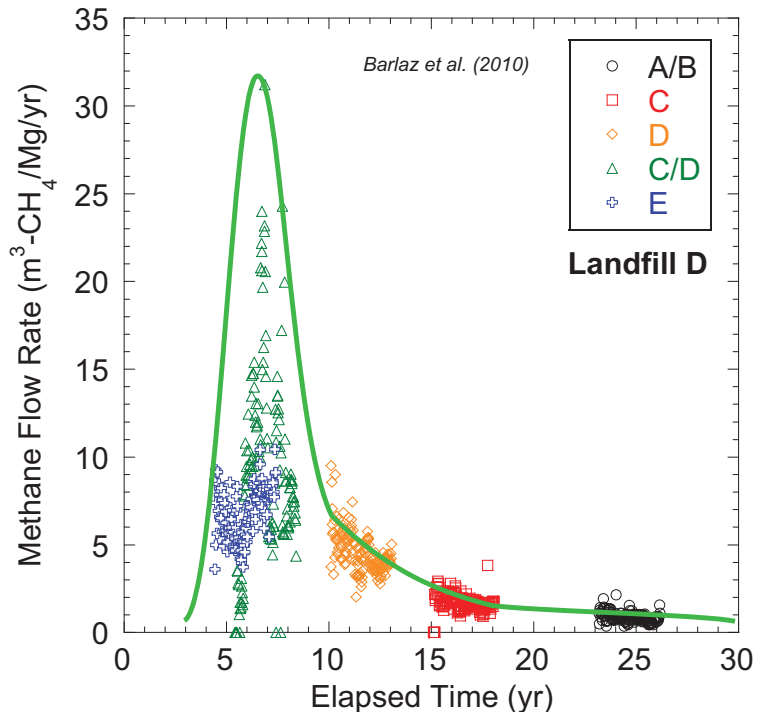 Barlaz et al. (2010)
A/B
C
D
C/D
E
Landfill D
Methane Flow Rate (m³-CH₄/Mg/yr)
35
30
25
20
15
10
5
0
0 5 10 15 20 25 30
Elapsed Time (yr)